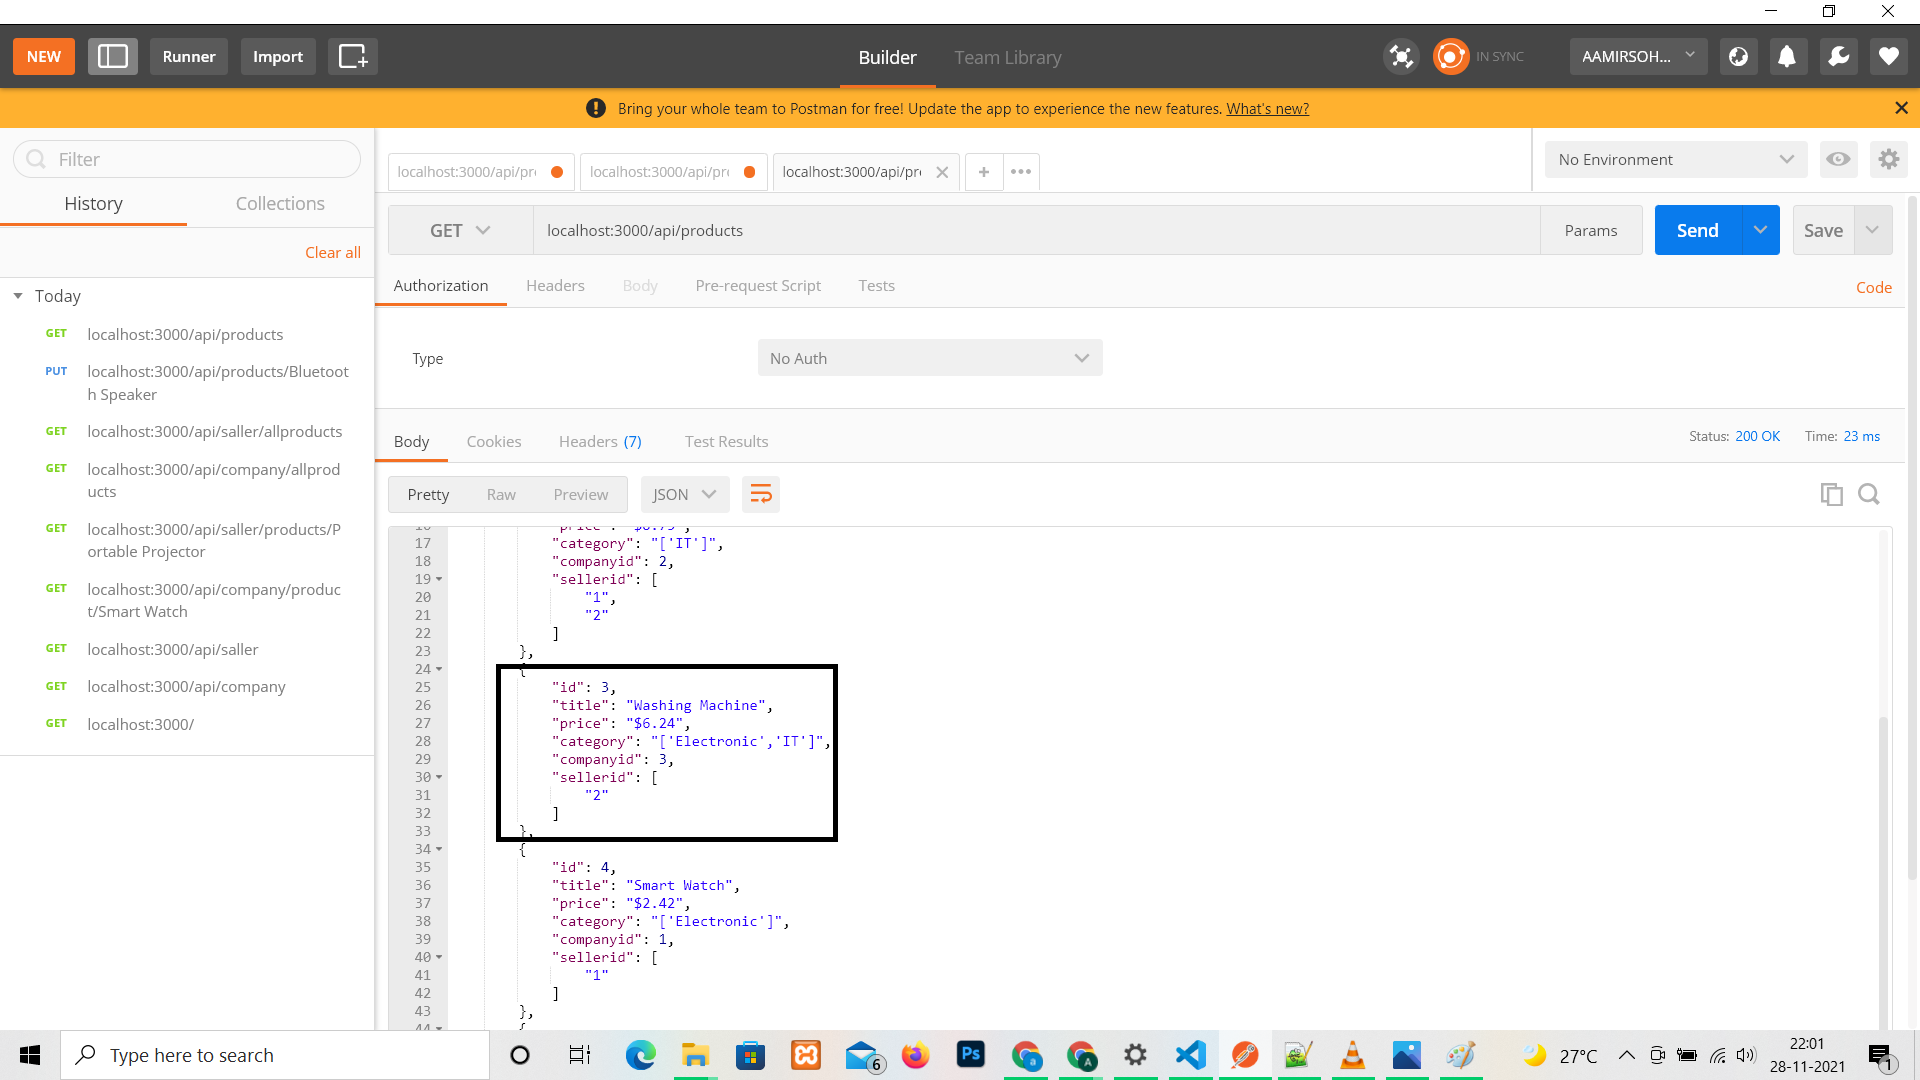 NEW
Runner
Import
Builder
Team Library
IN SYNC
AAMIRSOH...
Bring your whole team to Postman for free! Update the app to experience the new features. What's new?
Filter
History
Collections
Clear all
Today
GET localhost:3000/api/products
PUT localhost:3000/api/products/Bluetoot
h Speaker
GET localhost:3000/api/saller/allproducts
GET localhost:3000/api/company/allprod
ucts
GET localhost:3000/api/saller/products/P
ortable Projector
GET localhost:3000/api/company/produc
t/Smart Watch
GET localhost:3000/api/saller
GET localhost:3000/api/company
GET localhost:3000/
localhost:3000/api/pr
localhost:3000/api/pr
localhost:3000/api/pr
No Environment
GET
localhost:3000/api/products
Params
Send
Save
Authorization
Headers
Body
Pre-request Script
Tests
Code
Type
No Auth
Body
Cookies
Headers (7)
Test Results
Status: 200 OK
Time: 23 ms
Pretty
Raw
Preview
JSON
17 "category": "['IT']",
18 "companyid": 2,
19 "sellerid": [
20 "1",
21 "2"
22 ]
23 },
24 {
25 "id": 3,
26 "title": "Washing Machine",
27 "price": "$6.24",
28 "category": "['Electronic','IT']",
29 "companyid": 3,
30 "sellerid": [
31 "2"
32 ]
33 },
34 {
35 "id": 4,
36 "title": "Smart Watch",
37 "price": "$2.42",
38 "category": "['Electronic']",
39 "companyid": 1,
40 "sellerid": [
41 "1"
42 ]
43 },
44 {
Type here to search
Ps
6
a
A
27°C
22:01
28-11-2021
1